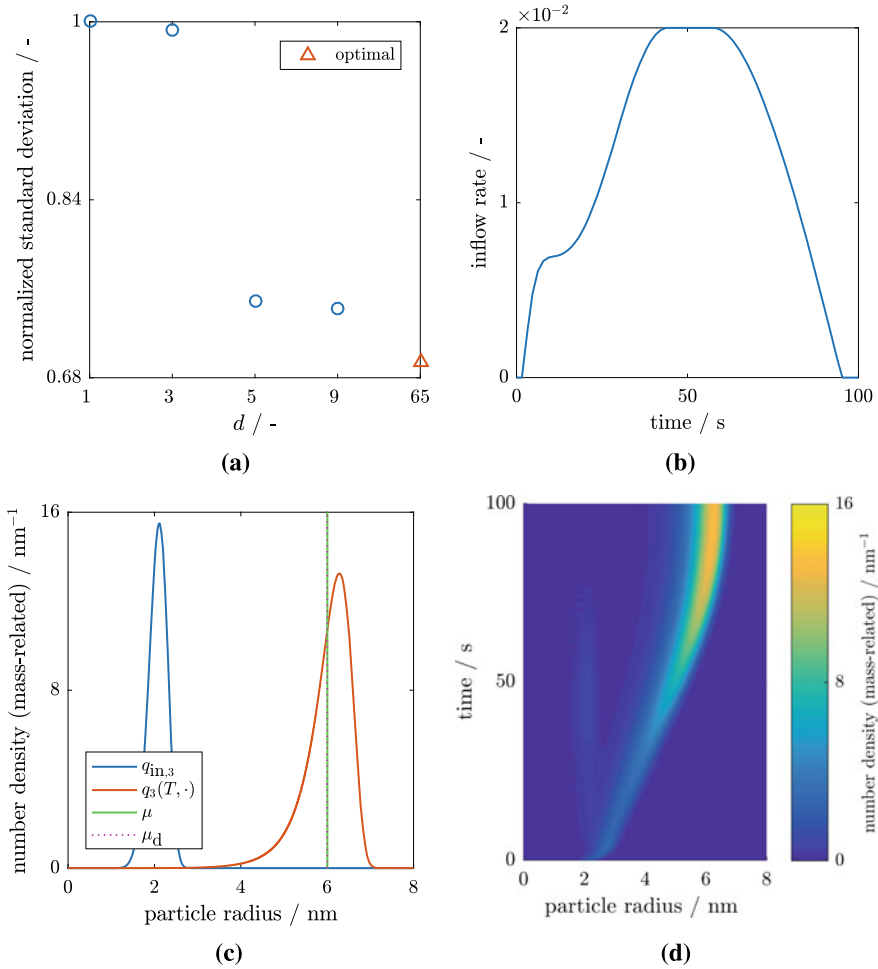 1
0.84
0.68
1 3 5 9 65
normalized standard deviation / -
d / -
optimal
(a)
×10⁻²
2
1
0
0 50 100
inflow rate / -
time / s
(b)
16
8
0
0 2 4 6 8
number density (mass-related) / nm⁻¹
particle radius / nm
q_in,3
q₃(T, ·)
μ
μ_d
(c)
100
50
0
0 2 4 6 8
time / s
particle radius / nm
16
8
0
number density (mass-related) / nm⁻¹
(d)